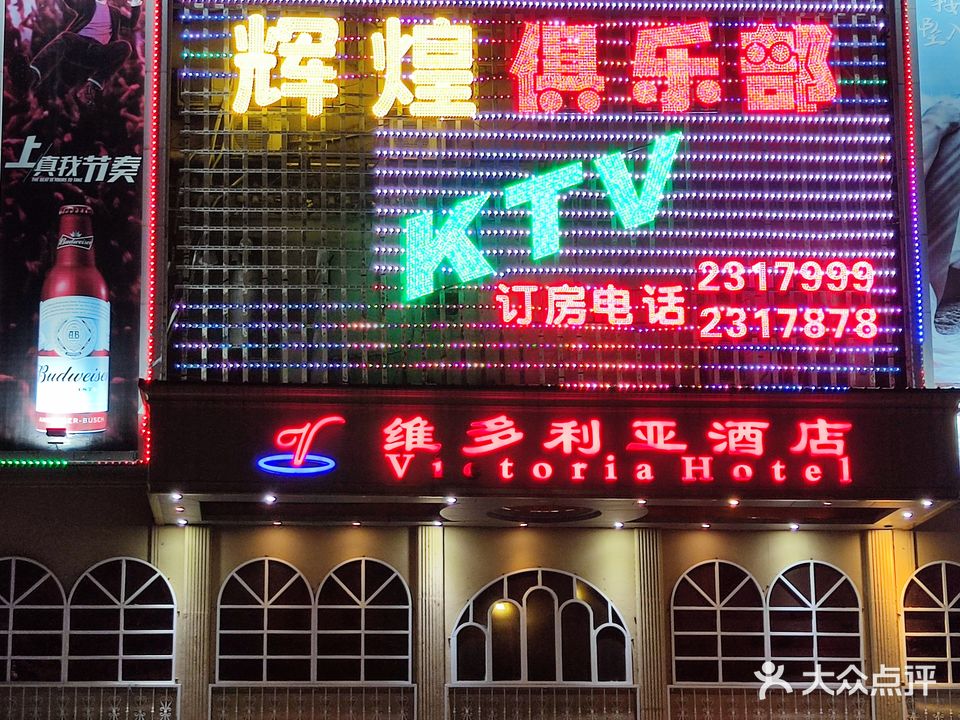 辉煌俱乐部
KTV
订房电话
2317999
2317878
上真我节奏
Budweiser
Budweiser
维多利亚酒店
Victoria Hotel
大众点评